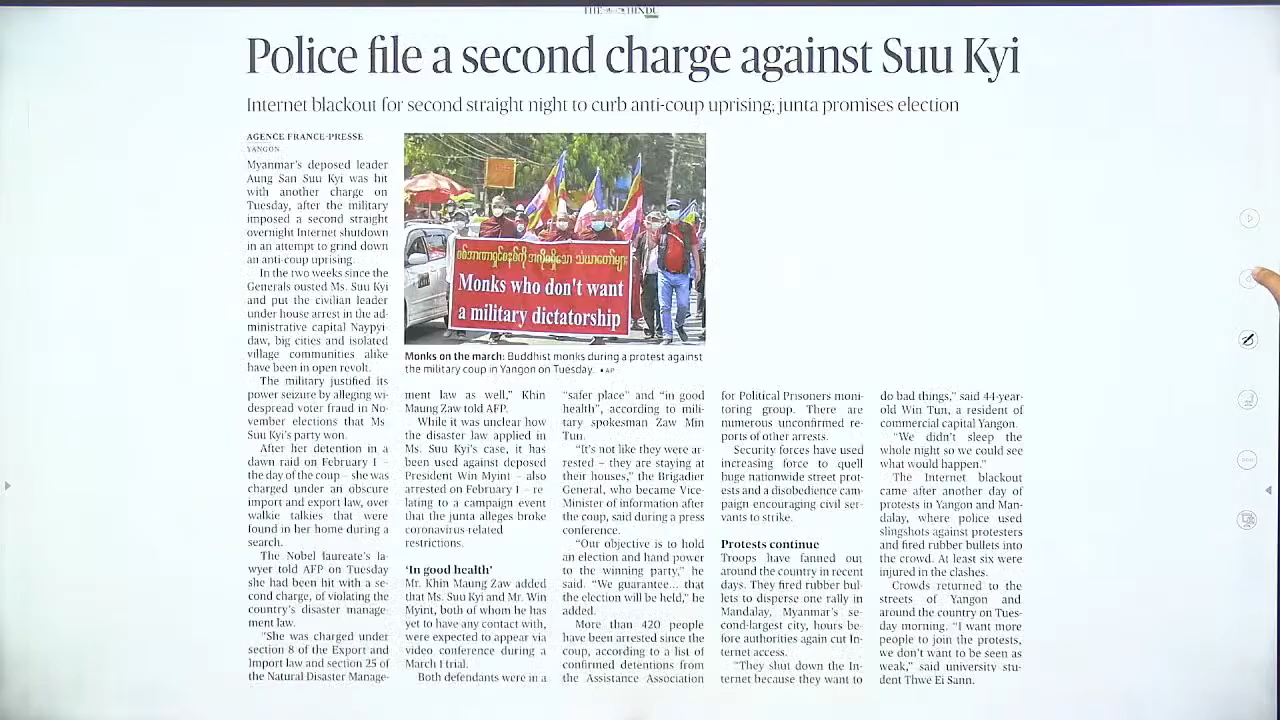 THE HINDU
Police file a second charge against Suu Kyi
Internet blackout for second straight night to curb anti-coup uprising; junta promises election
AGENCE FRANCE-PRESSE
YANGON
Myanmar's deposed leader
Aung San Suu Kyi was hit
with another charge on
Tuesday, after the military
imposed a second straight
overnight Internet shutdown
in an attempt to grind down
an anti-coup uprising.
In the two weeks since the
Generals ousted Ms. Suu Kyi
and put the civilian leader
under house arrest in the ad-
ministrative capital Naypyi-
daw, big cities and isolated
village communities alike
have been in open revolt.
The military justified its
power seizure by alleging wi-
despread voter fraud in No-
vember elections that Ms.
Suu Kyi's party won.
After her detention in a
dawn raid on February 1 –
the day of the coup – she was
charged under an obscure
import and export law, over
walkie talkies that were
found in her home during a
search.
The Nobel laureate's la-
wyer told AFP on Tuesday
she had been hit with a se-
cond charge, of violating the
country's disaster manage-
ment law.
"She was charged under
section 8 of the Export and
Import law and section 25 of
the Natural Disaster Manage-
စစ်အာဏာရှင်စနစ်ကို အလိုမရှိသော သံဃာတော်များ
Monks who don't want
a military dictatorship
Monks on the march: Buddhist monks during a protest against
the military coup in Yangon on Tuesday. • AP
ment law as well," Khin
Maung Zaw told AFP.
While it was unclear how
the disaster law applied in
Ms. Suu Kyi's case, it has
been used against deposed
President Win Myint – also
arrested on February 1 – re-
lating to a campaign event
that the junta alleges broke
coronavirus-related
restrictions.
'In good health'
Mr. Khin Maung Zaw added
that Ms. Suu Kyi and Mr. Win
Myint, both of whom he has
yet to have any contact with,
were expected to appear via
video conference during a
March 1 trial.
Both defendants were in a
"safer place" and "in good
health", according to mili-
tary spokesman Zaw Min
Tun.
"It's not like they were ar-
rested – they are staying at
their houses," the Brigadier
General, who became Vice-
Minister of information after
the coup, said during a press
conference.
"Our objective is to hold
an election and hand power
to the winning party," he
said. "We guarantee... that
the election will be held," he
added.
More than 420 people
have been arrested since the
coup, according to a list of
confirmed detentions from
the Assistance Association
for Political Prisoners moni-
toring group. There are
numerous unconfirmed re-
ports of other arrests.
Security forces have used
increasing force to quell
huge nationwide street prot-
ests and a disobedience cam-
paign encouraging civil ser-
vants to strike.
Protests continue
Troops have fanned out
around the country in recent
days. They fired rubber bul-
lets to disperse one rally in
Mandalay, Myanmar's se-
cond-largest city, hours be-
fore authorities again cut In-
ternet access.
"They shut down the In-
ternet because they want to
do bad things," said 44-year-
old Win Tun, a resident of
commercial capital Yangon.
"We didn't sleep the
whole night so we could see
what would happen."
The Internet blackout
came after another day of
protests in Yangon and Man-
dalay, where police used
slingshots against protesters
and fired rubber bullets into
the crowd. At least six were
injured in the clashes.
Crowds returned to the
streets of Yangon and
around the country on Tues-
day morning. "I want more
people to join the protests,
we don't want to be seen as
weak," said university stu-
dent Thwe Ei Sann.